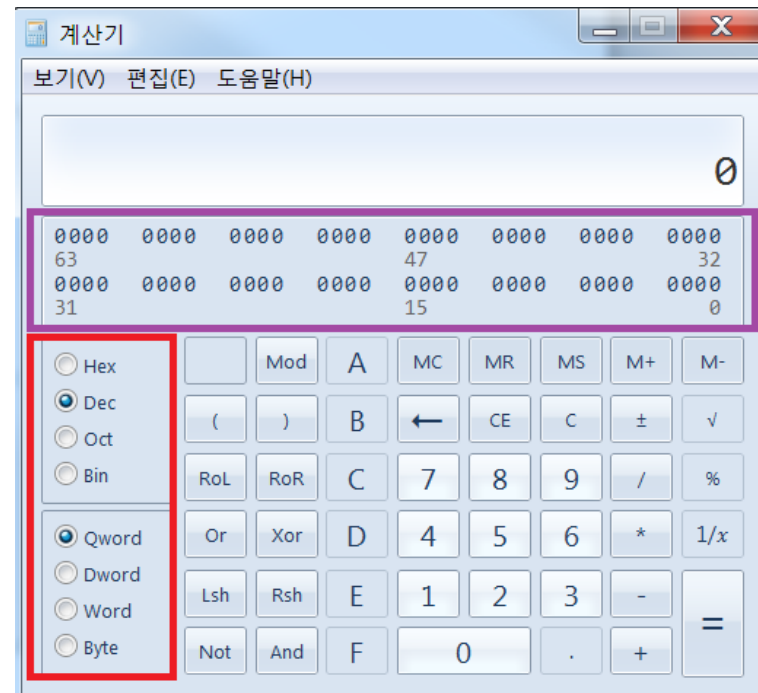 계산기
보기(V) 편집(E) 도움말(H)
0
0000 0000 0000 0000 0000 0000 0000 0000
63 47 32
0000 0000 0000 0000 0000 0000 0000 0000
31 15 0
Hex Mod A MC MR MS M+ M-
Dec
( ) B ← CE C ± √
Oct
Bin RoL RoR C 7 8 9 / %
Qword Or Xor D 4 5 6 * 1/x
Dword
Lsh Rsh E 1 2 3 - =
Word
Byte Not And F 0 . +